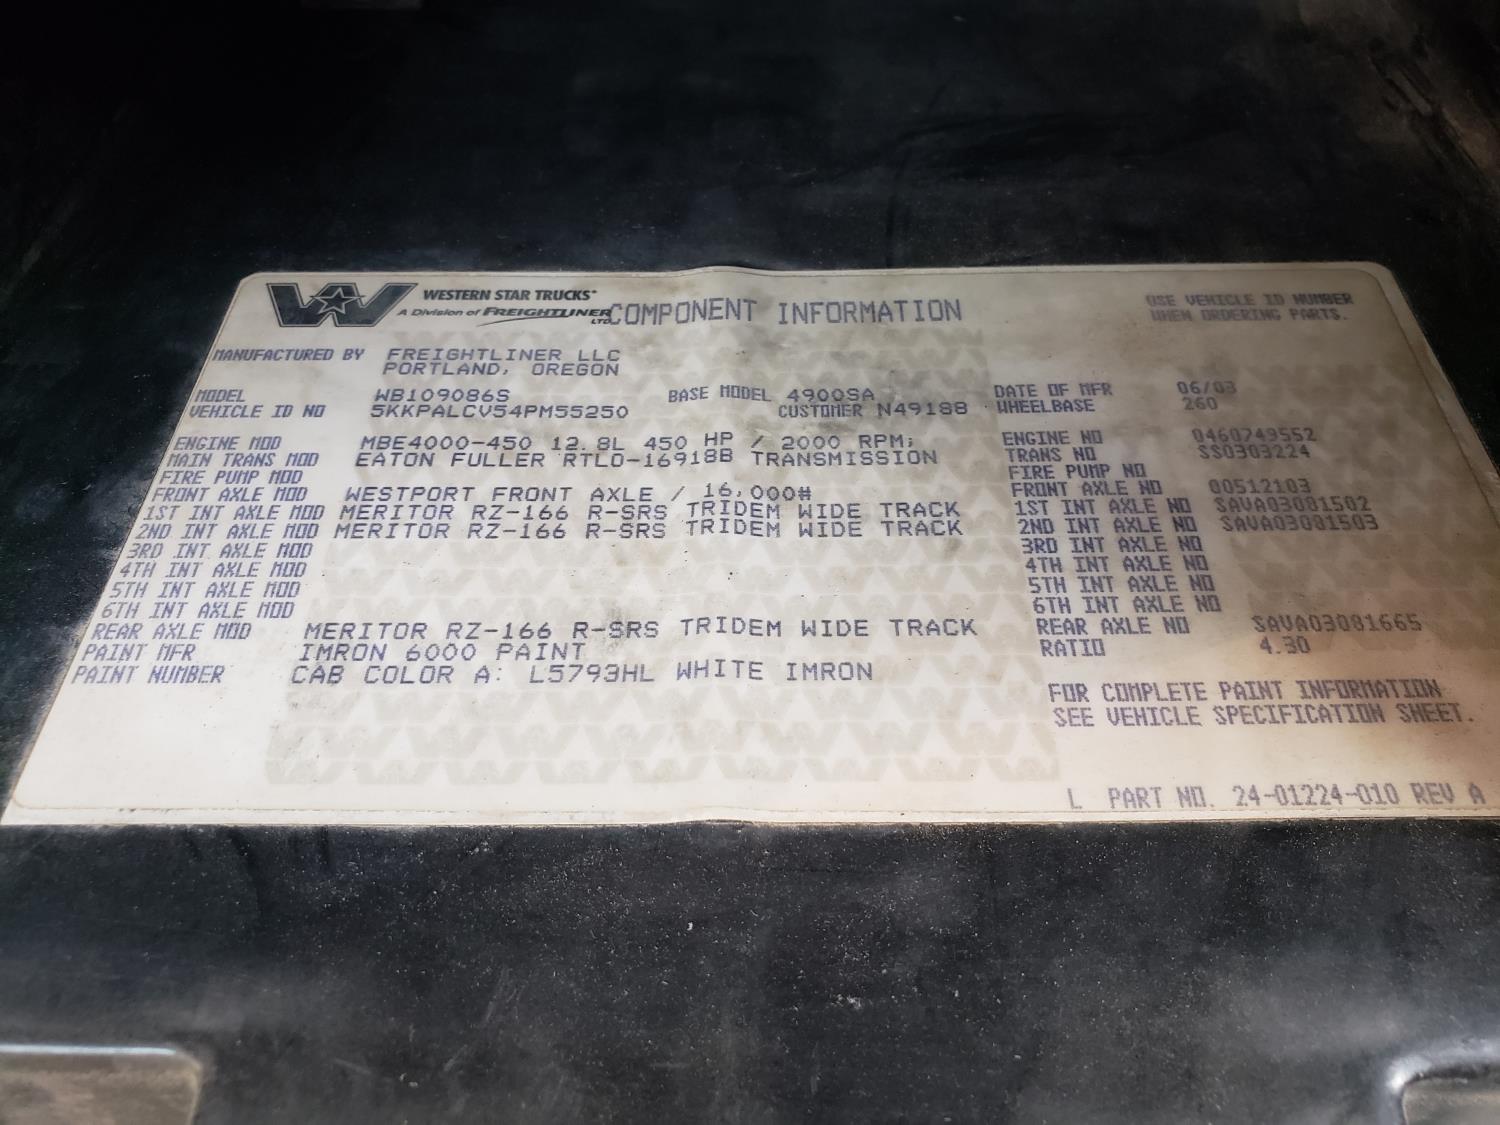 WESTERN STAR TRUCKS
A Division of FREIGHTLINER LTD
COMPONENT INFORMATION
USE VEHICLE ID NUMBER
WHEN ORDERING PARTS.
MANUFACTURED BY FREIGHTLINER LLC
PORTLAND, OREGON
MODEL WB109086S BASE MODEL 4900SA DATE OF MFR 06/03
VEHICLE ID NO 5KKPALCV54PM55250 CUSTOMER N4918B WHEELBASE 260
ENGINE MOD MBE4000-450 12.8L 450 HP / 2000 RPM; ENGINE NO 0460749552
MAIN TRANS MOD EATON FULLER RTLO-16918B TRANSMISSION TRANS NO SS0303224
FIRE PUMP MOD FIRE PUMP NO
FRONT AXLE MOD WESTPORT FRONT AXLE / 16,000# FRONT AXLE NO 00512103
1ST INT AXLE MOD MERITOR RZ-166 R-SRS TRIDEM WIDE TRACK 1ST INT AXLE NO SAVA03081502
2ND INT AXLE MOD MERITOR RZ-166 R-SRS TRIDEM WIDE TRACK 2ND INT AXLE NO SAVA03081503
3RD INT AXLE MOD 3RD INT AXLE NO
4TH INT AXLE MOD 4TH INT AXLE NO
5TH INT AXLE MOD 5TH INT AXLE NO
6TH INT AXLE MOD 6TH INT AXLE NO
REAR AXLE MOD MERITOR RZ-166 R-SRS TRIDEM WIDE TRACK REAR AXLE NO SAVA03081665
PAINT MFR IMRON 6000 PAINT RATIO 4.30
PAINT NUMBER CAB COLOR A: L5793HL WHITE IMRON
FOR COMPLETE PAINT INFORMATION
SEE VEHICLE SPECIFICATION SHEET.
L PART NO. 24-01224-010 REV A